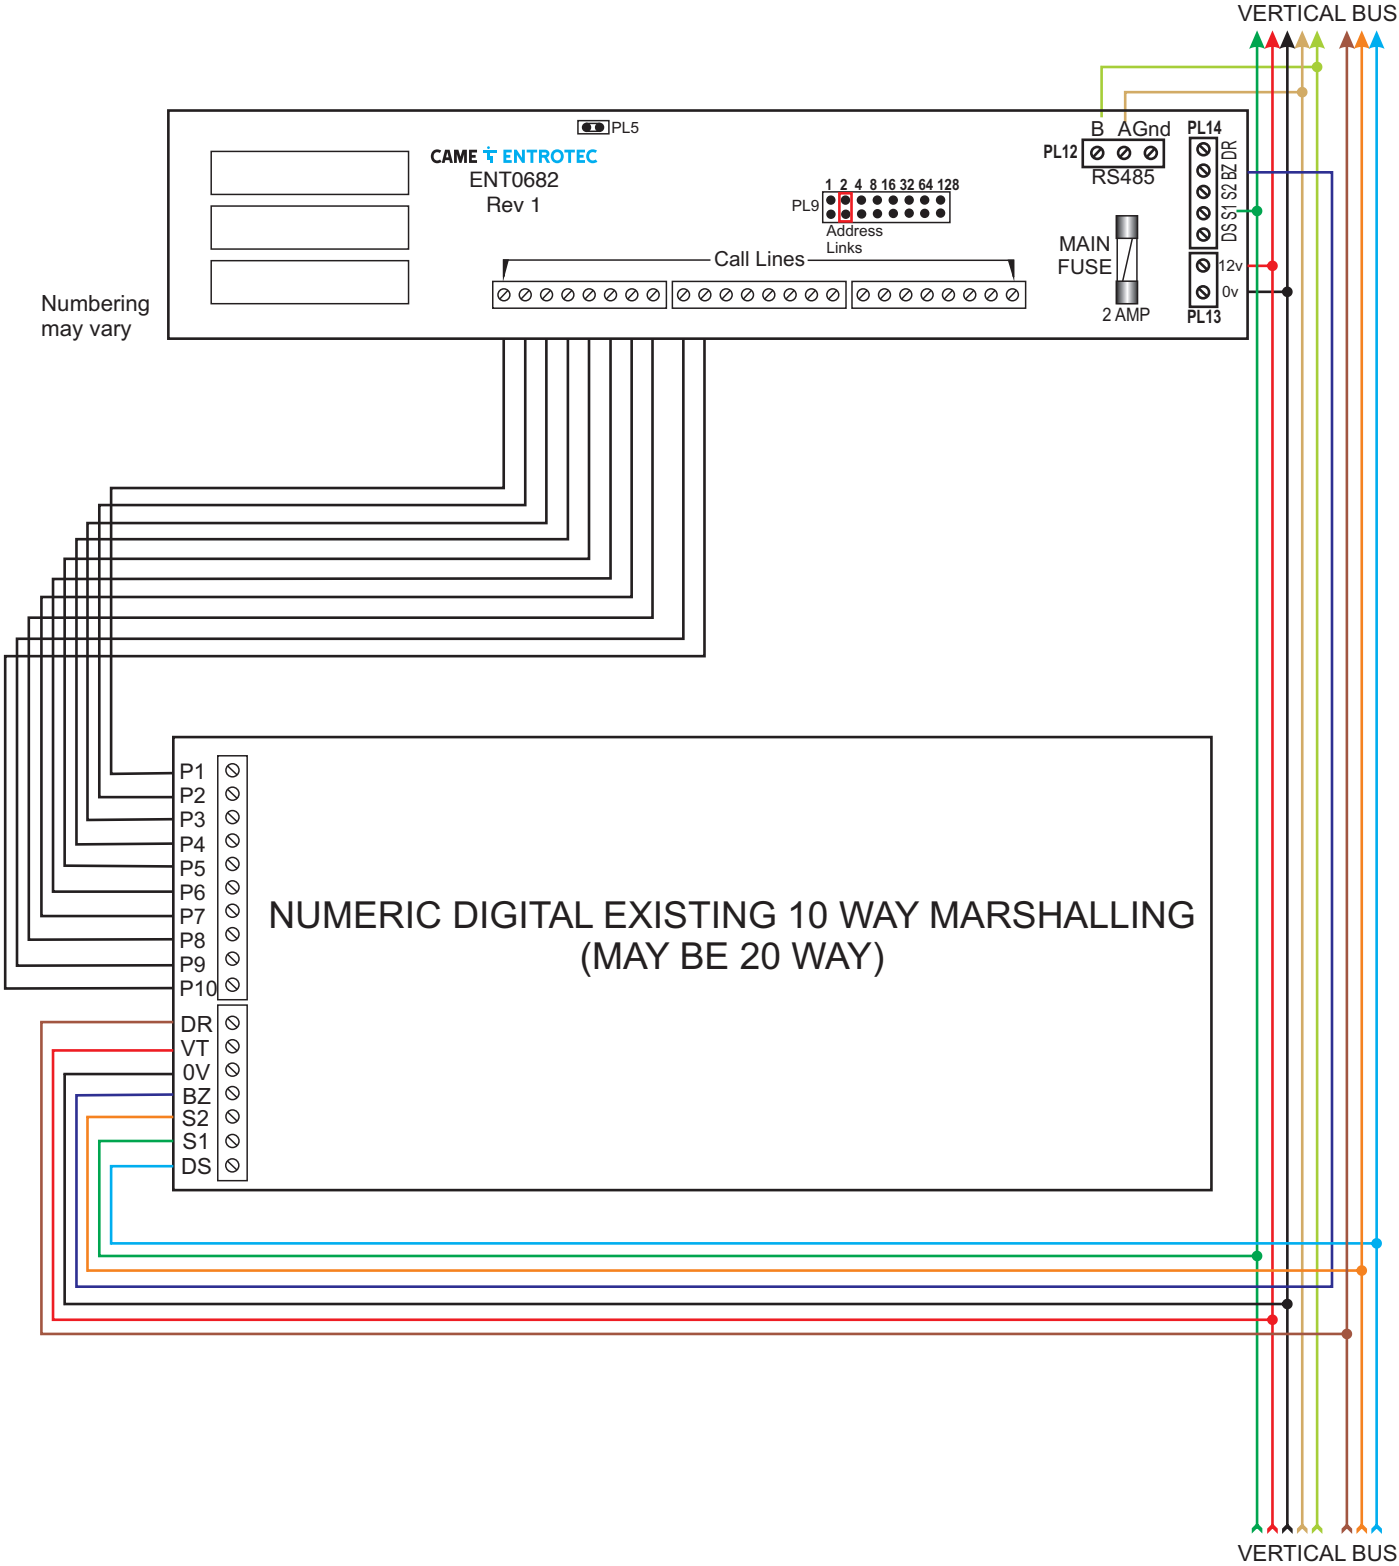 VERTICAL BUS
PL5
CAME ENTROTEC
ENT0682
Rev 1
B A Gnd
PL12
RS485
PL14
DS S1 S2 BZ DR
1 2 4 8 16 32 64 128
PL9
Address
Links
MAIN
FUSE
2 AMP
12v
0v
PL13
Call Lines
Numbering
may vary
P1
P2
P3
P4
P5
P6
P7
P8
P9
P10
NUMERIC DIGITAL EXISTING 10 WAY MARSHALLING
(MAY BE 20 WAY)
DR
VT
0V
BZ
S2
S1
DS
VERTICAL BUS